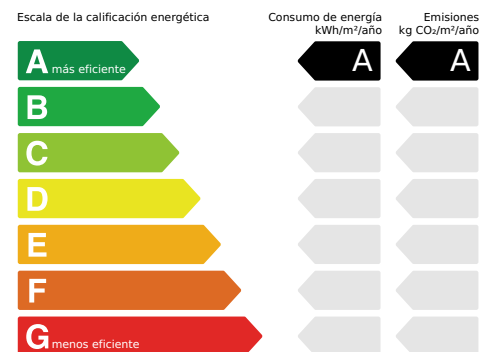 Escala de la calificación energética
Consumo de energía
kWh/m²/año
Emisiones
kg CO₂/m²/año
A más eficiente
A
A
B
C
D
E
F
G menos eficiente